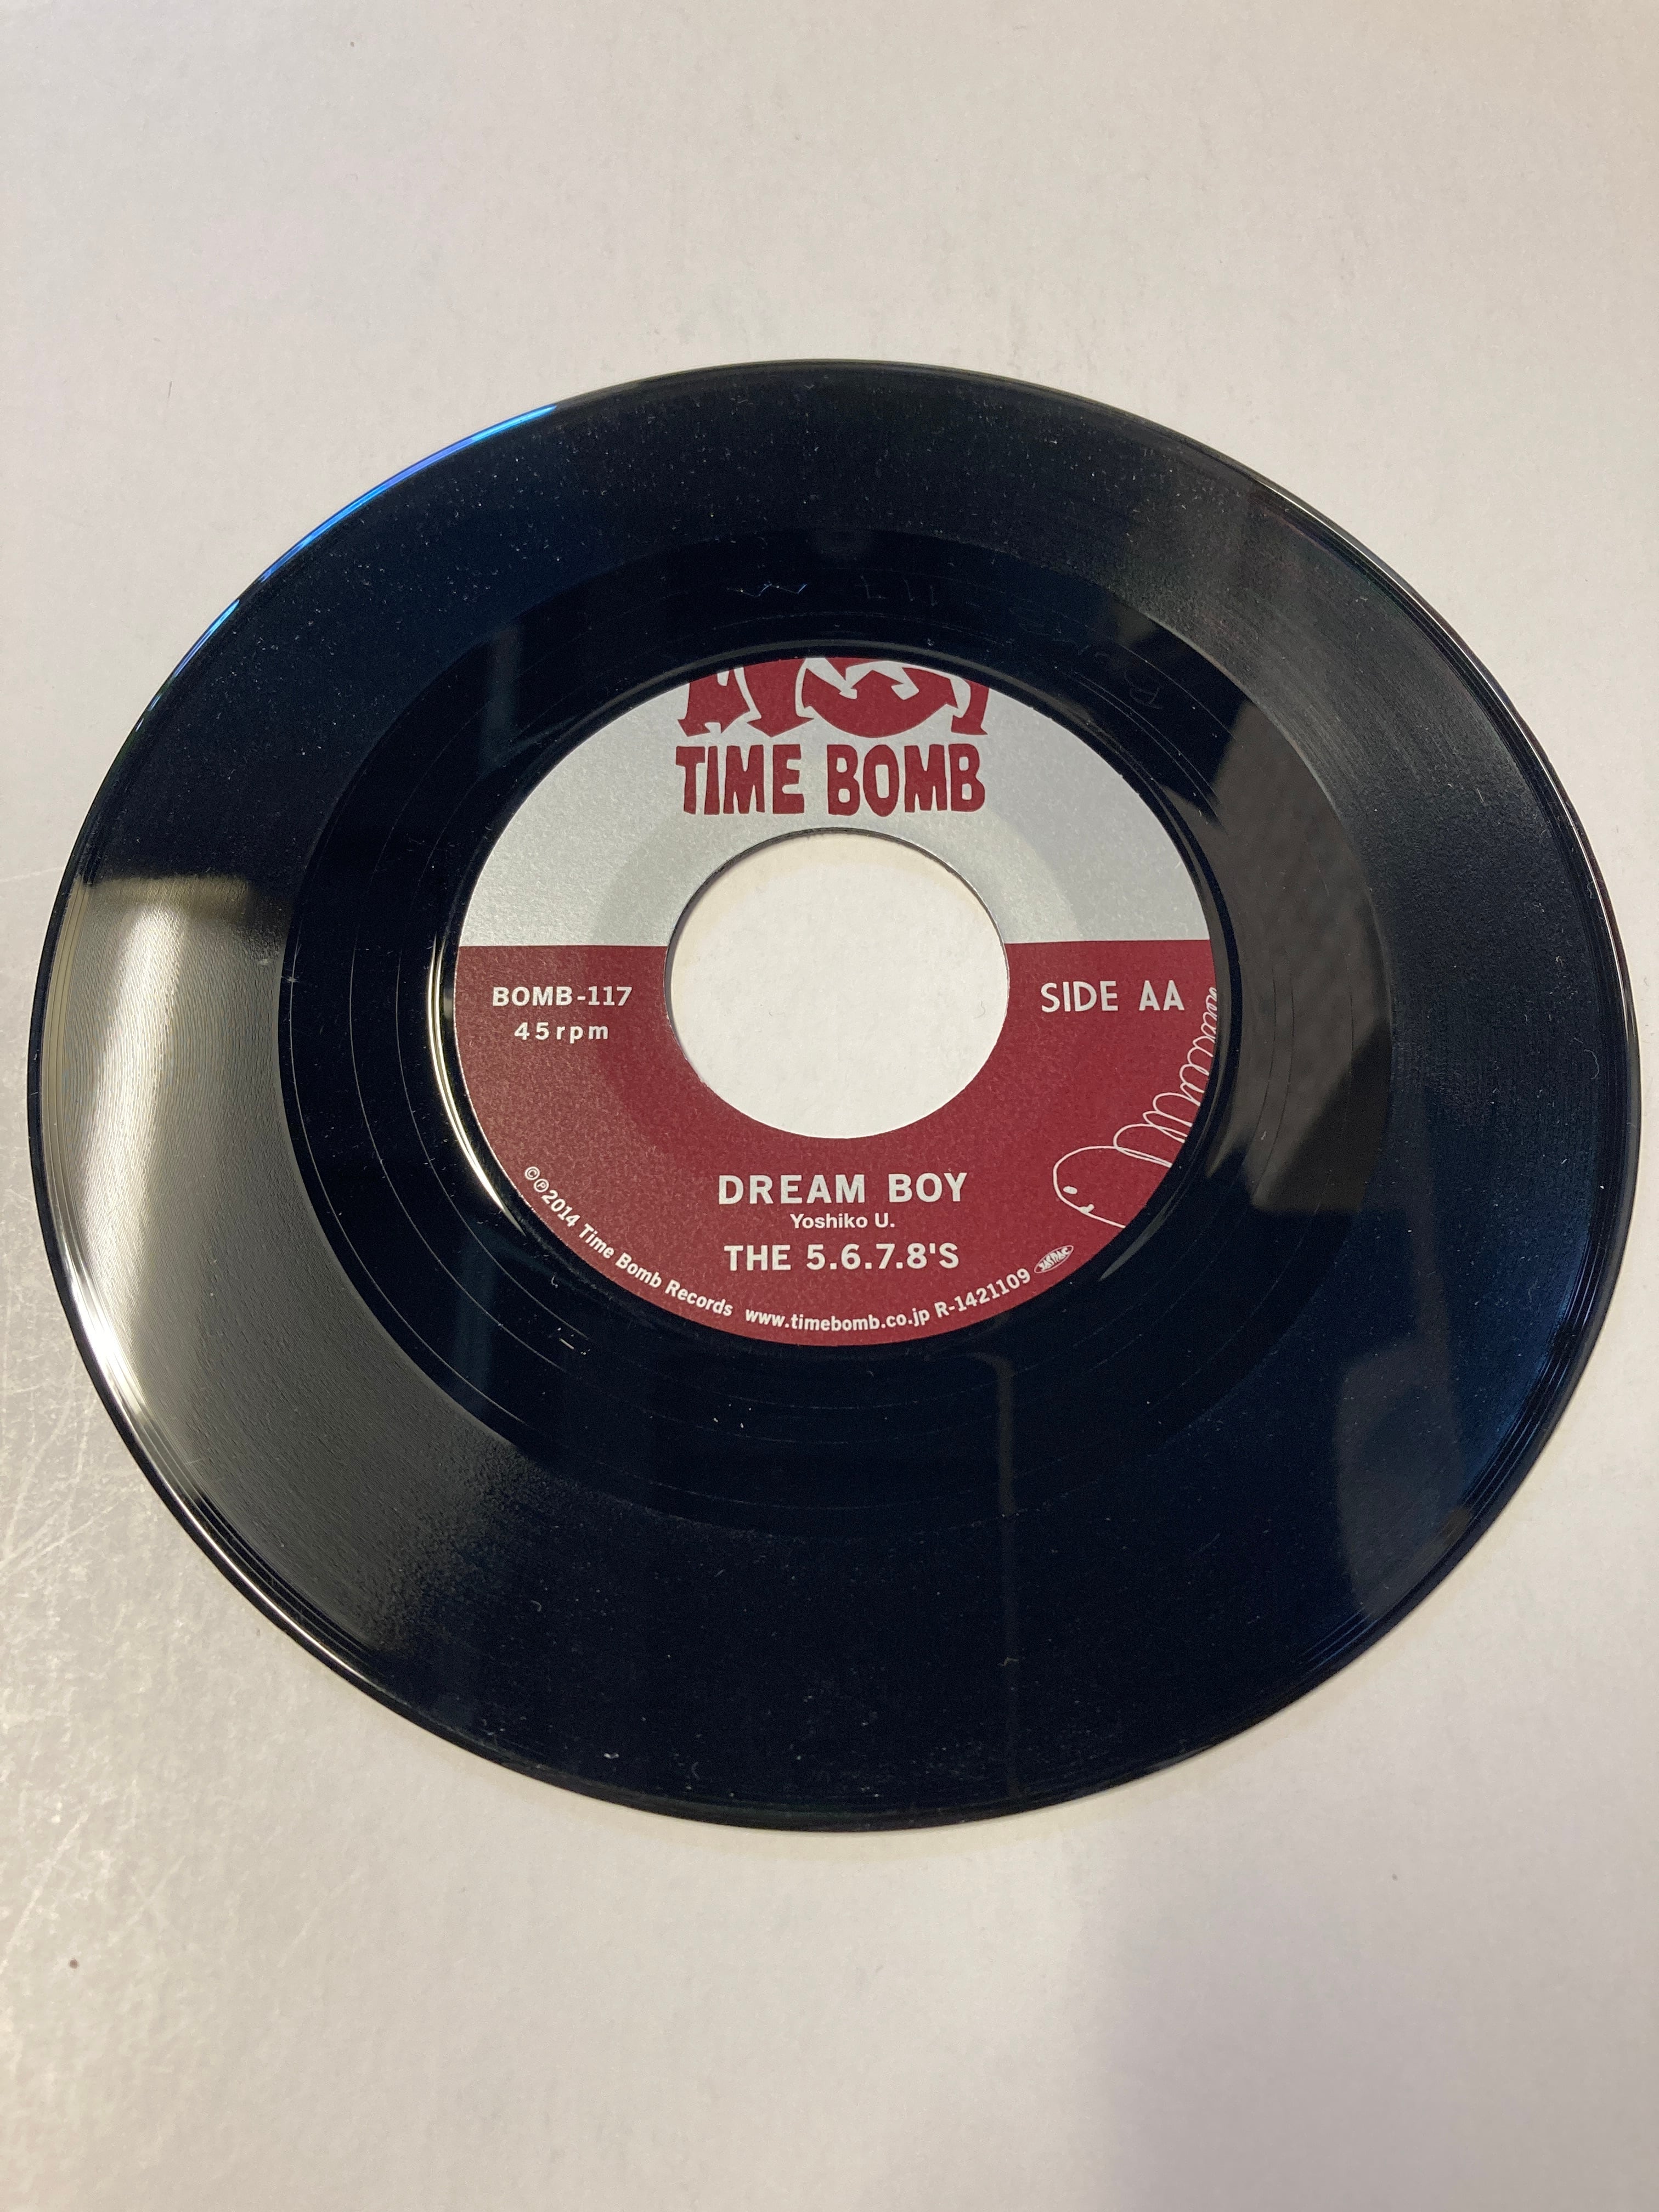 TIME BOMB
BOMB-117
45rpm
SIDE AA
DREAM BOY
Yoshiko U.
THE 5.6.7.8'S
©℗2014 Time Bomb Records www.timebomb.co.jp R-1421109 JASRAC